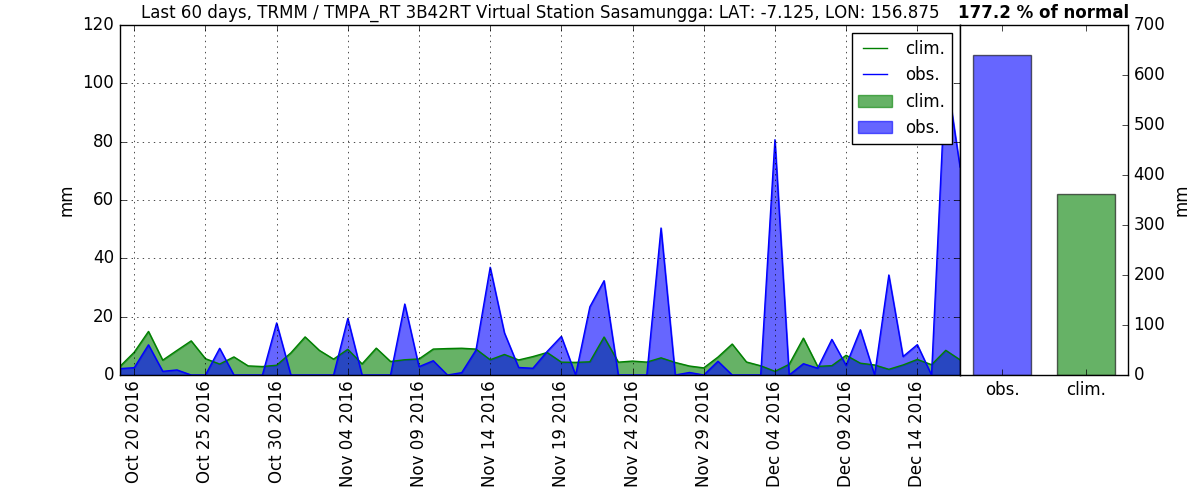 Last 60 days, TRMM / TMPA_RT 3B42RT Virtual Station Sasamungga: LAT: -7.125, LON: 156.875 177.2 % of normal
120
100
80
60
40
20
0
mm
clim.
obs.
clim.
obs.
700
600
500
400
300
200
100
0
mm
Oct 20 2016
Oct 25 2016
Oct 30 2016
Nov 04 2016
Nov 09 2016
Nov 14 2016
Nov 19 2016
Nov 24 2016
Nov 29 2016
Dec 04 2016
Dec 09 2016
Dec 14 2016
obs.
clim.